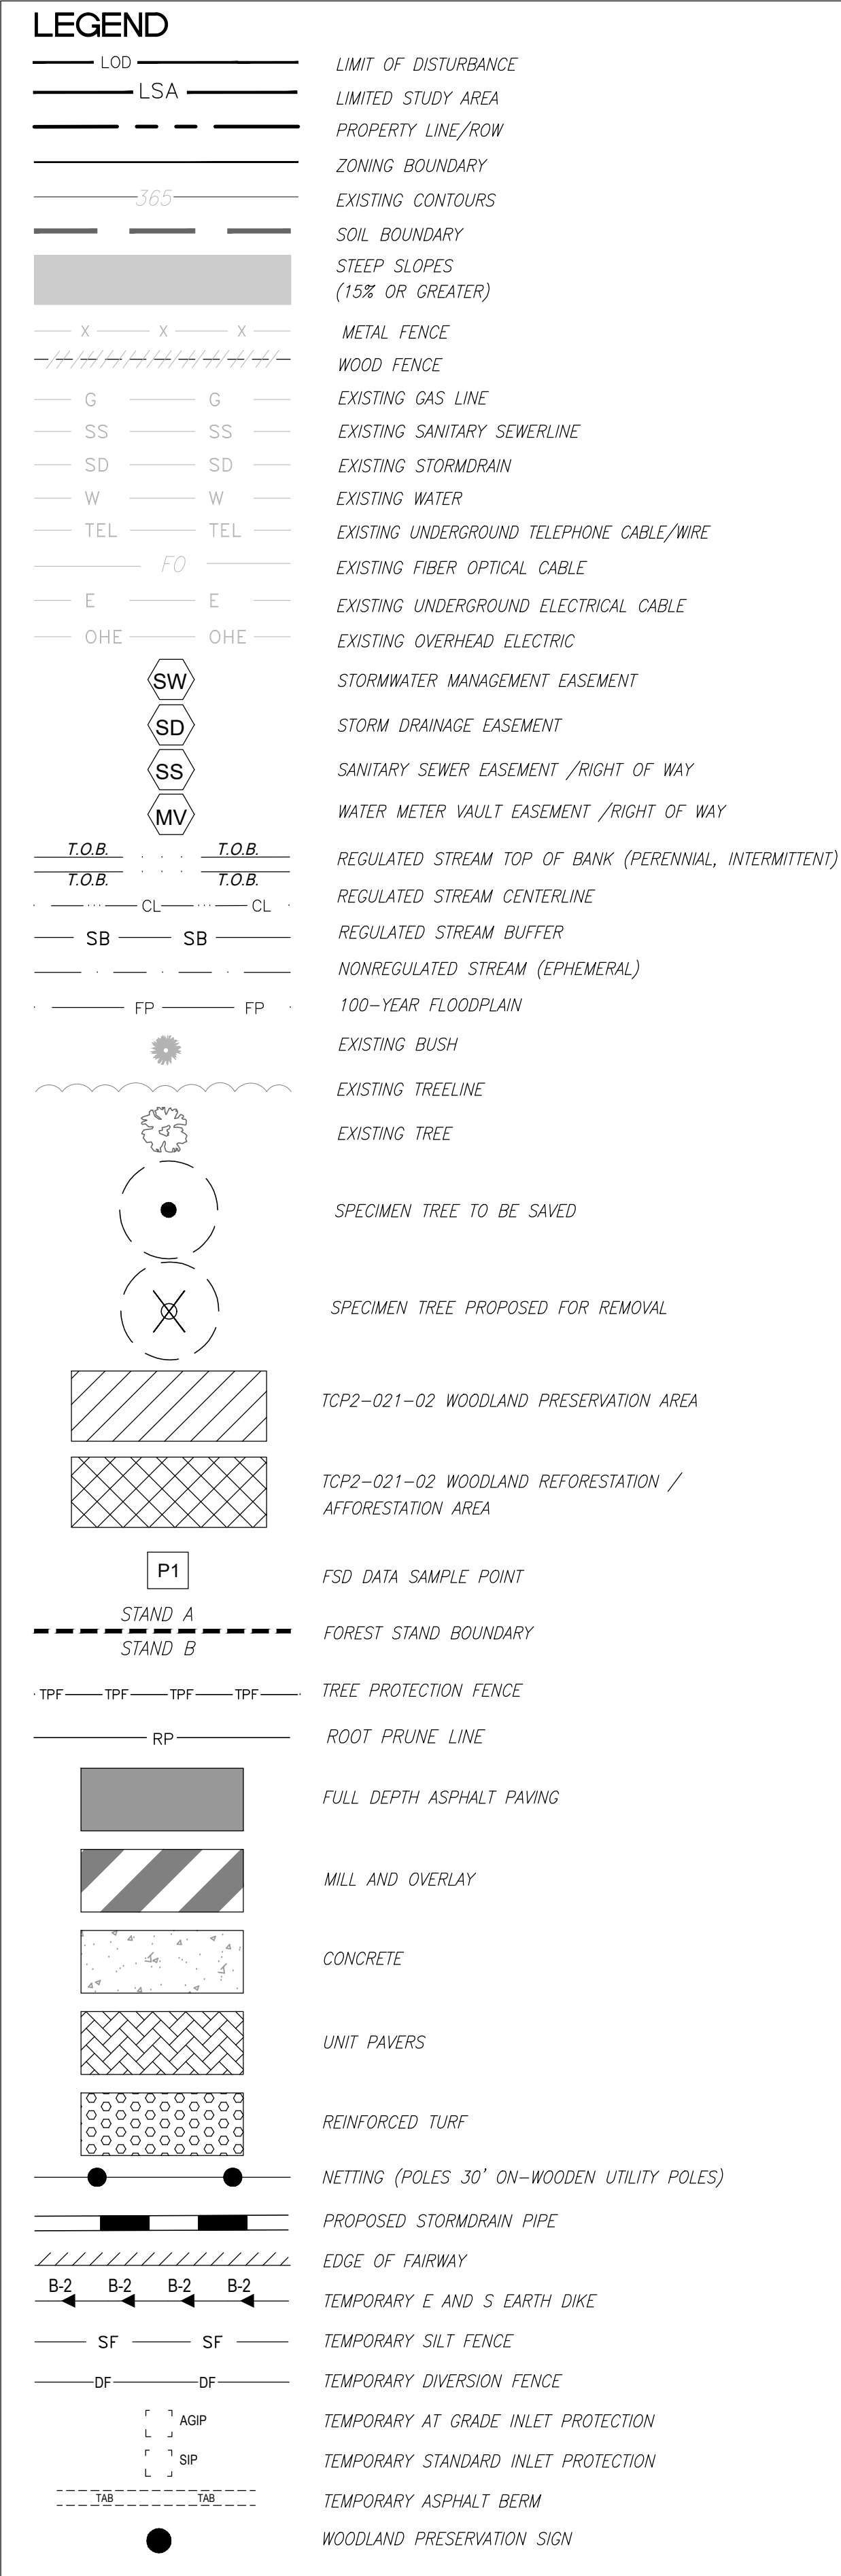 LEGEND
LOD LIMIT OF DISTURBANCE
LSA LIMITED STUDY AREA
PROPERTY LINE/ROW
ZONING BOUNDARY
365 EXISTING CONTOURS
SOIL BOUNDARY
STEEP SLOPES
(15% OR GREATER)
X X X METAL FENCE
WOOD FENCE
G G EXISTING GAS LINE
SS SS EXISTING SANITARY SEWERLINE
SD SD EXISTING STORMDRAIN
W W EXISTING WATER
TEL TEL EXISTING UNDERGROUND TELEPHONE CABLE/WIRE
FO EXISTING FIBER OPTICAL CABLE
E E EXISTING UNDERGROUND ELECTRICAL CABLE
OHE OHE EXISTING OVERHEAD ELECTRIC
SW STORMWATER MANAGEMENT EASEMENT
SD STORM DRAINAGE EASEMENT
SS SANITARY SEWER EASEMENT /RIGHT OF WAY
MV WATER METER VAULT EASEMENT /RIGHT OF WAY
T.O.B. T.O.B.
REGULATED STREAM TOP OF BANK (PERENNIAL, INTERMITTENT)
T.O.B. T.O.B.
CL CL REGULATED STREAM CENTERLINE
SB SB REGULATED STREAM BUFFER
NONREGULATED STREAM (EPHEMERAL)
FP FP 100-YEAR FLOODPLAIN
EXISTING BUSH
EXISTING TREELINE
EXISTING TREE
SPECIMEN TREE TO BE SAVED
SPECIMEN TREE PROPOSED FOR REMOVAL
TCP2-021-02 WOODLAND PRESERVATION AREA
TCP2-021-02 WOODLAND REFORESTATION /
AFFORESTATION AREA
P1 FSD DATA SAMPLE POINT
STAND A
FOREST STAND BOUNDARY
STAND B
TPF TPF TPF TPF TREE PROTECTION FENCE
RP ROOT PRUNE LINE
FULL DEPTH ASPHALT PAVING
MILL AND OVERLAY
CONCRETE
UNIT PAVERS
REINFORCED TURF
NETTING (POLES 30' ON-WOODEN UTILITY POLES)
PROPOSED STORMDRAIN PIPE
EDGE OF FAIRWAY
B-2 B-2 B-2 B-2 TEMPORARY E AND S EARTH DIKE
SF SF TEMPORARY SILT FENCE
DF DF TEMPORARY DIVERSION FENCE
AGIP TEMPORARY AT GRADE INLET PROTECTION
SIP TEMPORARY STANDARD INLET PROTECTION
TAB TAB TEMPORARY ASPHALT BERM
WOODLAND PRESERVATION SIGN